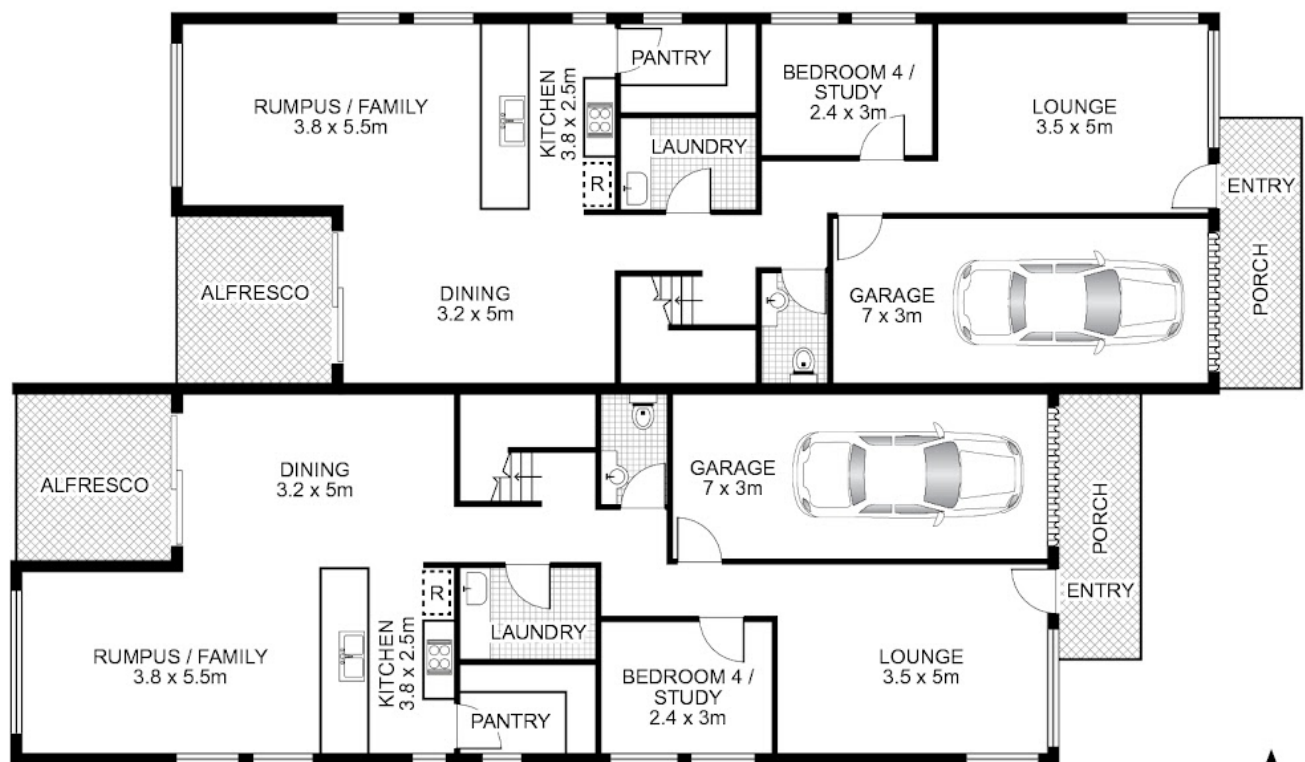 RUMPUS / FAMILY
3.8 x 5.5m
KITCHEN
3.8 x 2.5m
R
PANTRY
LAUNDRY
BEDROOM 4 /
STUDY
2.4 x 3m
LOUNGE
3.5 x 5m
ENTRY
PORCH
ALFRESCO
DINING
3.2 x 5m
GARAGE
7 x 3m
ALFRESCO
DINING
3.2 x 5m
GARAGE
7 x 3m
PORCH
ENTRY
RUMPUS / FAMILY
3.8 x 5.5m
KITCHEN
3.8 x 2.5m
R
LAUNDRY
PANTRY
BEDROOM 4 /
STUDY
2.4 x 3m
LOUNGE
3.5 x 5m